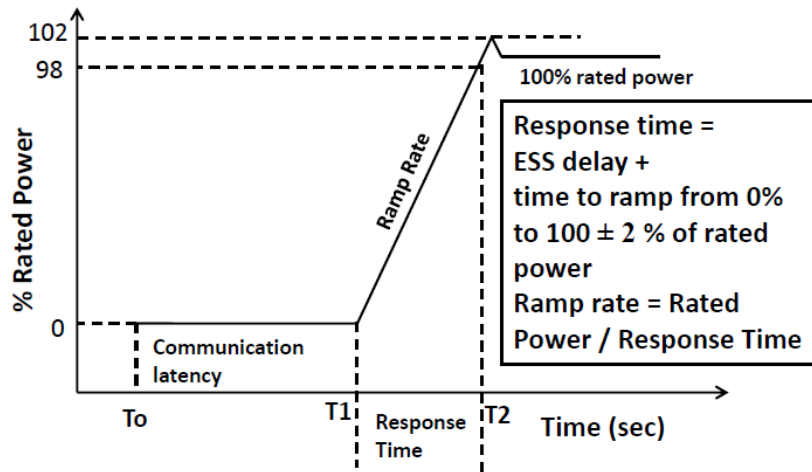 102
98
% Rated Power
0
Ramp Rate
100% rated power
Response time =
ESS delay +
time to ramp from 0%
to 100 ± 2 % of rated
power
Ramp rate = Rated
Power / Response Time
Communication
latency
To
T1
Response
Time
T2
Time (sec)